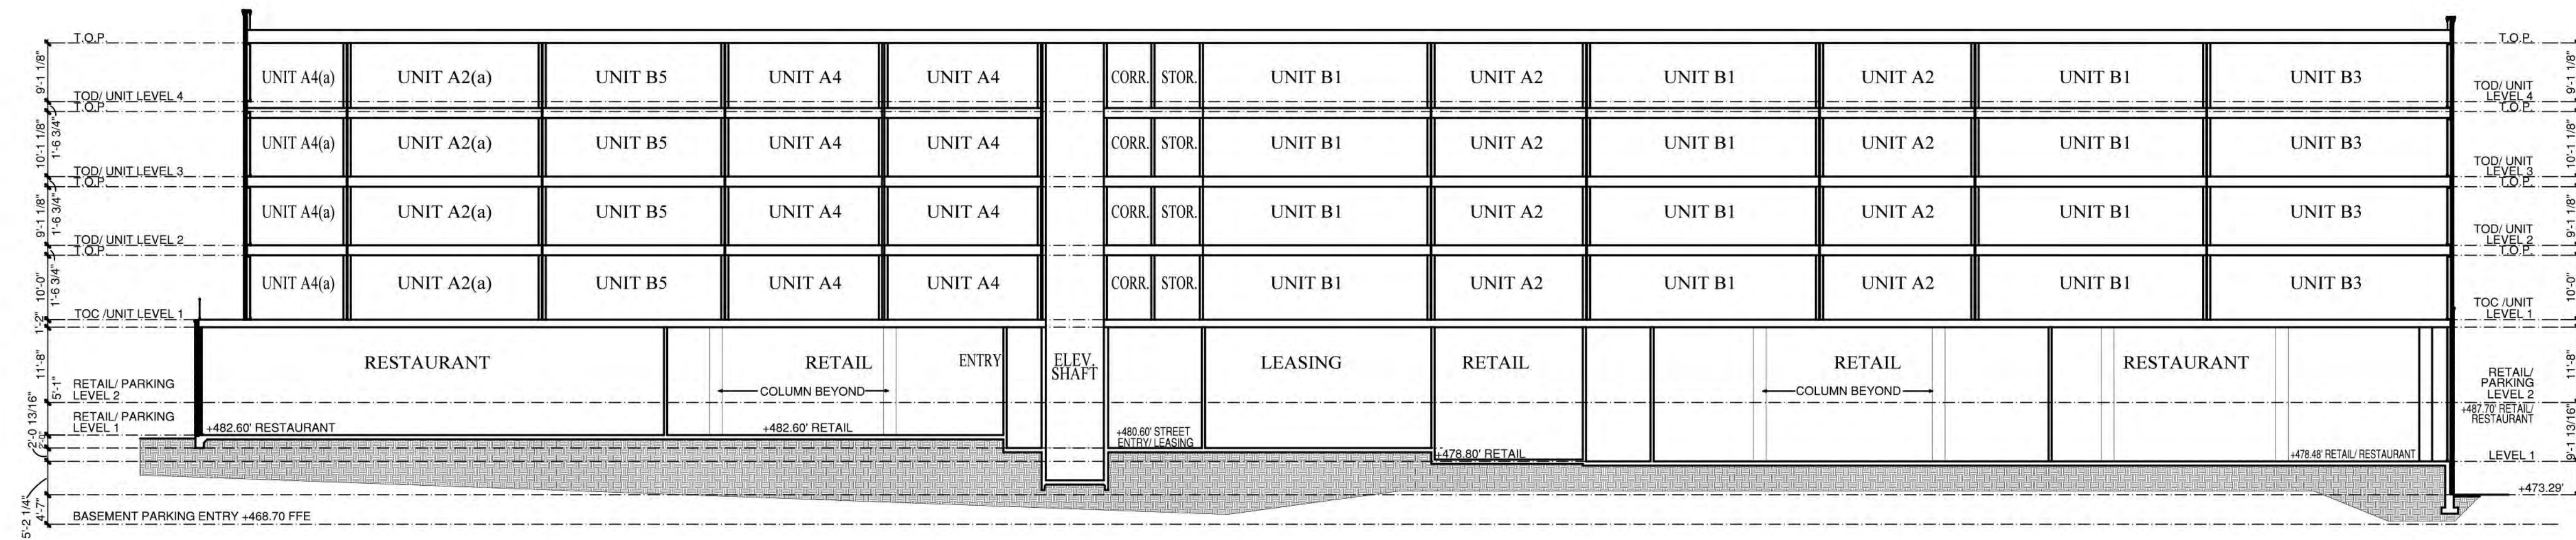 T.O.P.
T.O.P.
9'-1 1/8"
UNIT A4(a) UNIT A2(a) UNIT B5 UNIT A4 UNIT A4 CORR. STOR. UNIT B1 UNIT A2 UNIT B1 UNIT A2 UNIT B1 UNIT B3
9'-1 1/8"
TOD/ UNIT LEVEL 4
T.O.P.
TOD/ UNIT
LEVEL 4
T.O.P.
10'-1 1/8"
1'-6 3/4"
UNIT A4(a) UNIT A2(a) UNIT B5 UNIT A4 UNIT A4 CORR. STOR. UNIT B1 UNIT A2 UNIT B1 UNIT A2 UNIT B1 UNIT B3
10'-1 1/8"
TOD/ UNIT LEVEL 3
T.O.P.
TOD/ UNIT
LEVEL 3
T.O.P.
9'-1 1/8"
1'-6 3/4"
UNIT A4(a) UNIT A2(a) UNIT B5 UNIT A4 UNIT A4 CORR. STOR. UNIT B1 UNIT A2 UNIT B1 UNIT A2 UNIT B1 UNIT B3
9'-1 1/8"
TOD/ UNIT LEVEL 2
T.O.P.
TOD/ UNIT
LEVEL 2
T.O.P.
10'-0"
1'-6 3/4"
UNIT A4(a) UNIT A2(a) UNIT B5 UNIT A4 UNIT A4 CORR. STOR. UNIT B1 UNIT A2 UNIT B1 UNIT A2 UNIT B1 UNIT B3
10'-0"
TOC /UNIT LEVEL 1
TOC /UNIT
LEVEL 1
1'-2"
11'-8"
5'-1"
RESTAURANT RETAIL ENTRY ELEV.
SHAFT
LEASING RETAIL RETAIL RESTAURANT
11'-8"
COLUMN BEYOND COLUMN BEYOND
RETAIL/ PARKING
LEVEL 2
RETAIL/
PARKING
LEVEL 2
+487.70' RETAIL/
RESTAURANT
RETAIL/ PARKING
LEVEL 1
2'-0 13/16"
+482.60' RESTAURANT +482.60' RETAIL
+480.60' STREET
ENTRY/ LEASING
+478.80' RETAIL
+478.48' RETAIL/ RESTAURANT
LEVEL 1
9'-1 13/16"
+473.29'
5'-2 1/4"
4'-7"
BASEMENT PARKING ENTRY +468.70 FFE